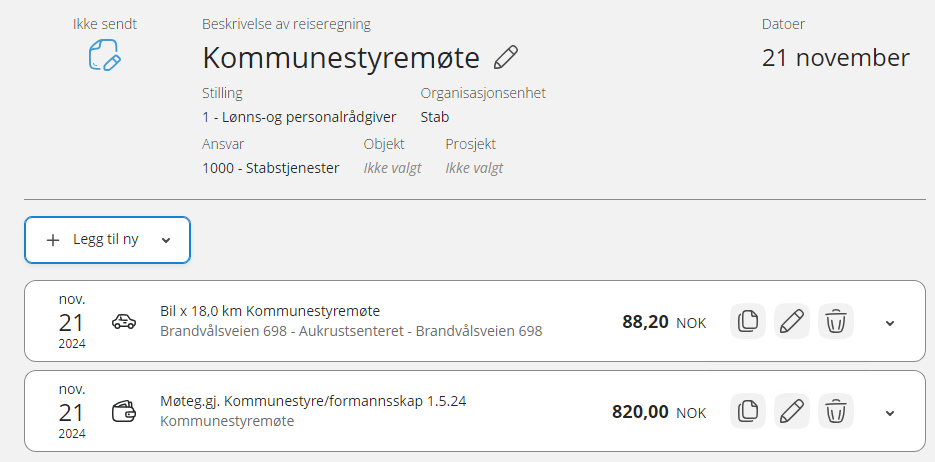 Ikke sendt
Beskrivelse av reiseregning
Datoer
Kommunestyremøte
21 november
Stilling
Organisasjonsenhet
1 - Lønns-og personalrådgiver
Stab
Ansvar
Objekt
Prosjekt
1000 - Stabstjenester
Ikke valgt
Ikke valgt
+ Legg til ny
nov.
21
2024
Bil x 18,0 km Kommunestyremøte
Brandvålsveien 698 - Aukrustsenteret - Brandvålsveien 698
88,20 NOK
nov.
21
2024
Møteg.gj. Kommunestyre/formannsskap 1.5.24
Kommunestyremøte
820,00 NOK